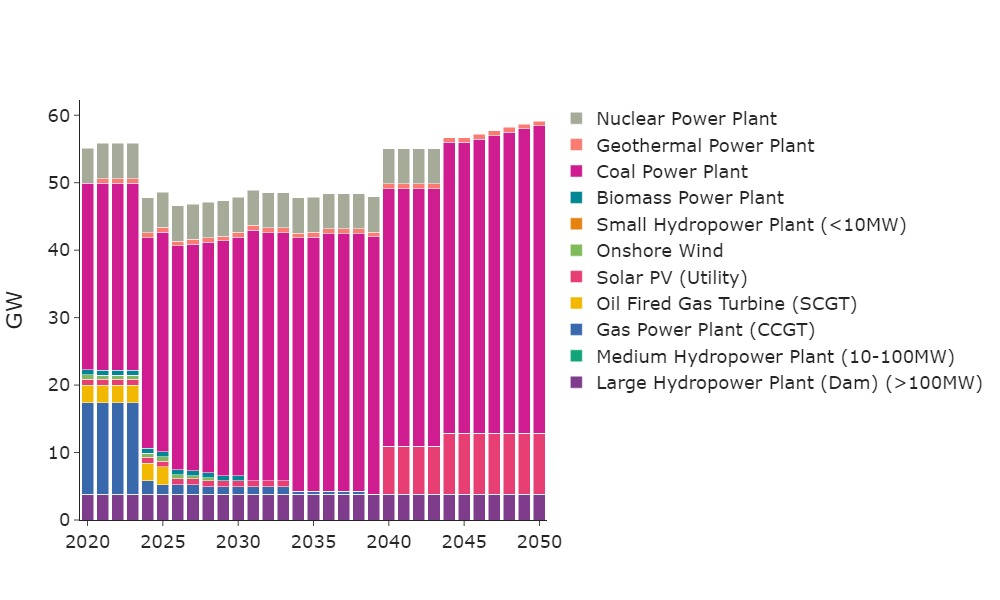 60
50
40
30
20
10
0
GW
2020 2025 2030 2035 2040 2045 2050
Nuclear Power Plant
Geothermal Power Plant
Coal Power Plant
Biomass Power Plant
Small Hydropower Plant (<10MW)
Onshore Wind
Solar PV (Utility)
Oil Fired Gas Turbine (SCGT)
Gas Power Plant (CCGT)
Medium Hydropower Plant (10-100MW)
Large Hydropower Plant (Dam) (>100MW)